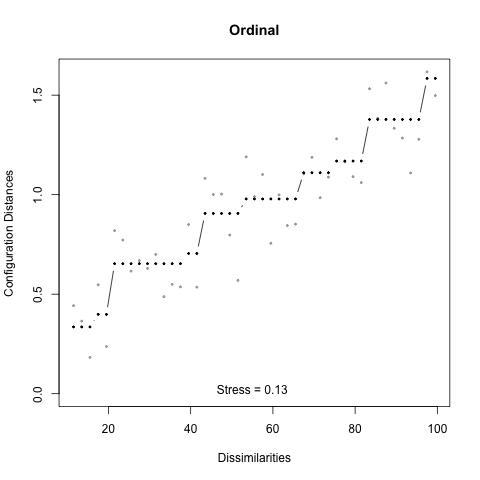 Ordinal
Configuration Distances
1.5
1.0
0.5
0.0
Stress = 0.13
20 40 60 80 100
Dissimilarities